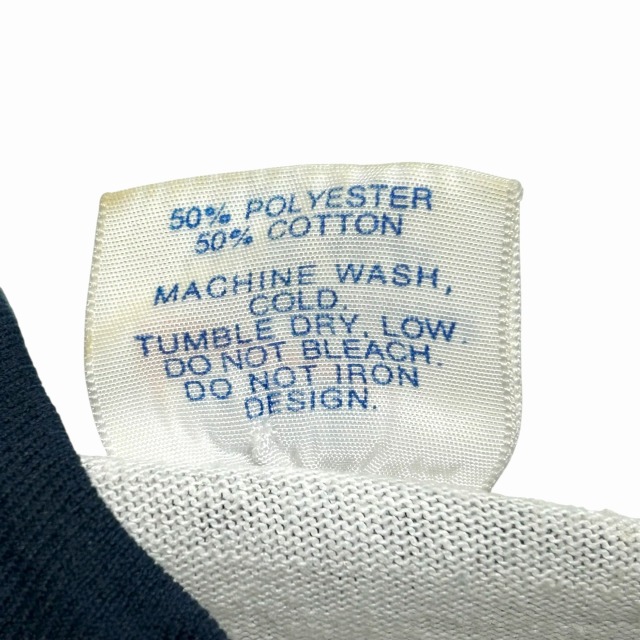 50% POLYESTER
50% COTTON
MACHINE WASH,
COLD.
TUMBLE DRY, LOW.
DO NOT BLEACH.
DO NOT IRON
DESIGN.